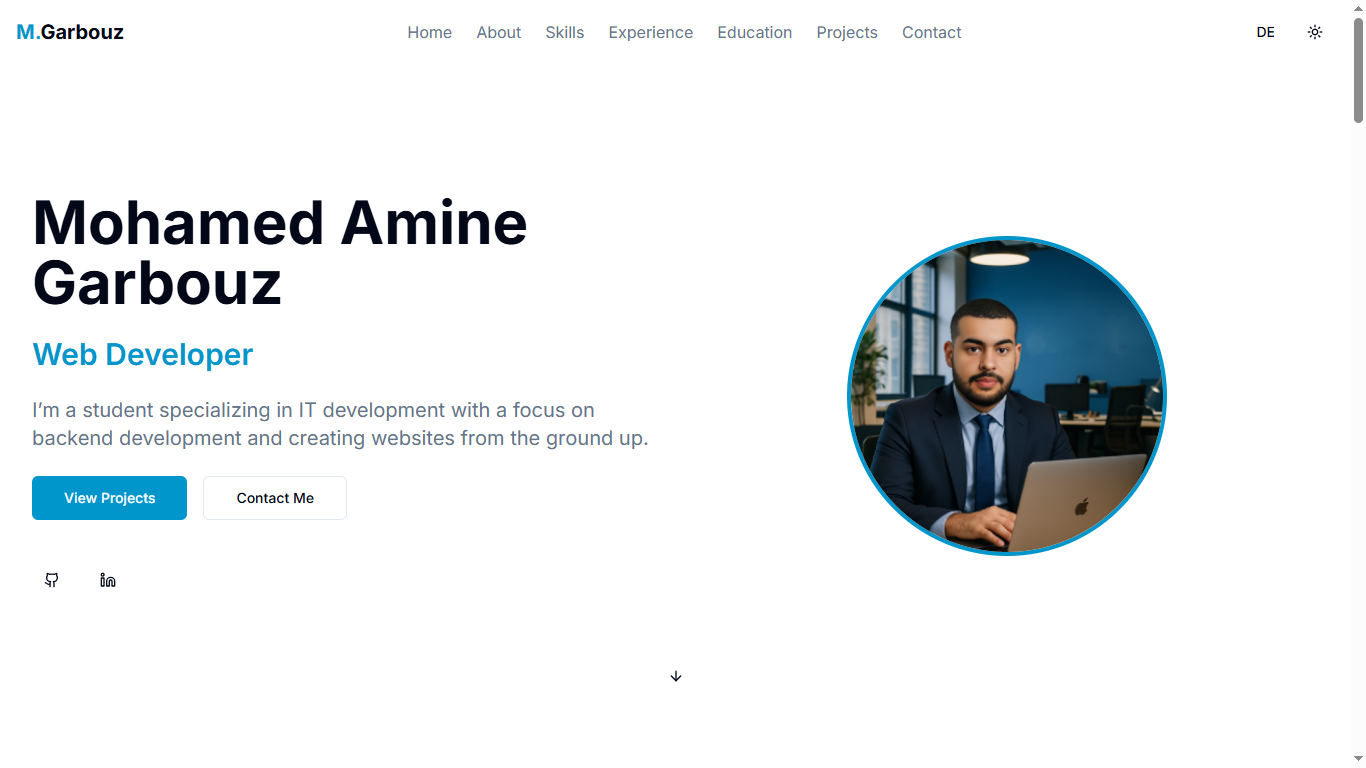 M.Garbouz
Home About Skills Experience Education Projects Contact
DE
Mohamed Amine
Garbouz
Web Developer
I’m a student specializing in IT development with a focus on
backend development and creating websites from the ground up.
View Projects
Contact Me